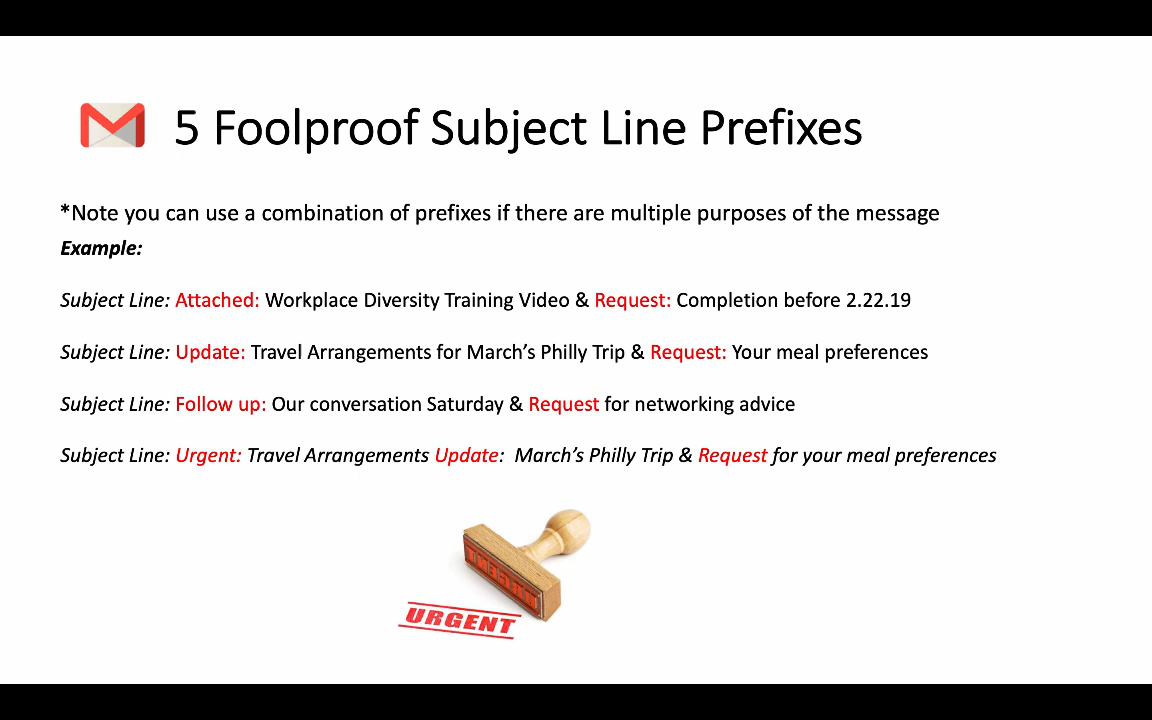 5 Foolproof Subject Line Prefixes
*Note you can use a combination of prefixes if there are multiple purposes of the message
Example:
Subject Line: Attached: Workplace Diversity Training Video & Request: Completion before 2.22.19
Subject Line: Update: Travel Arrangements for March’s Philly Trip & Request: Your meal preferences
Subject Line: Follow up: Our conversation Saturday & Request for networking advice
Subject Line: Urgent: Travel Arrangements Update:  March’s Philly Trip & Request for your meal preferences
URGENT